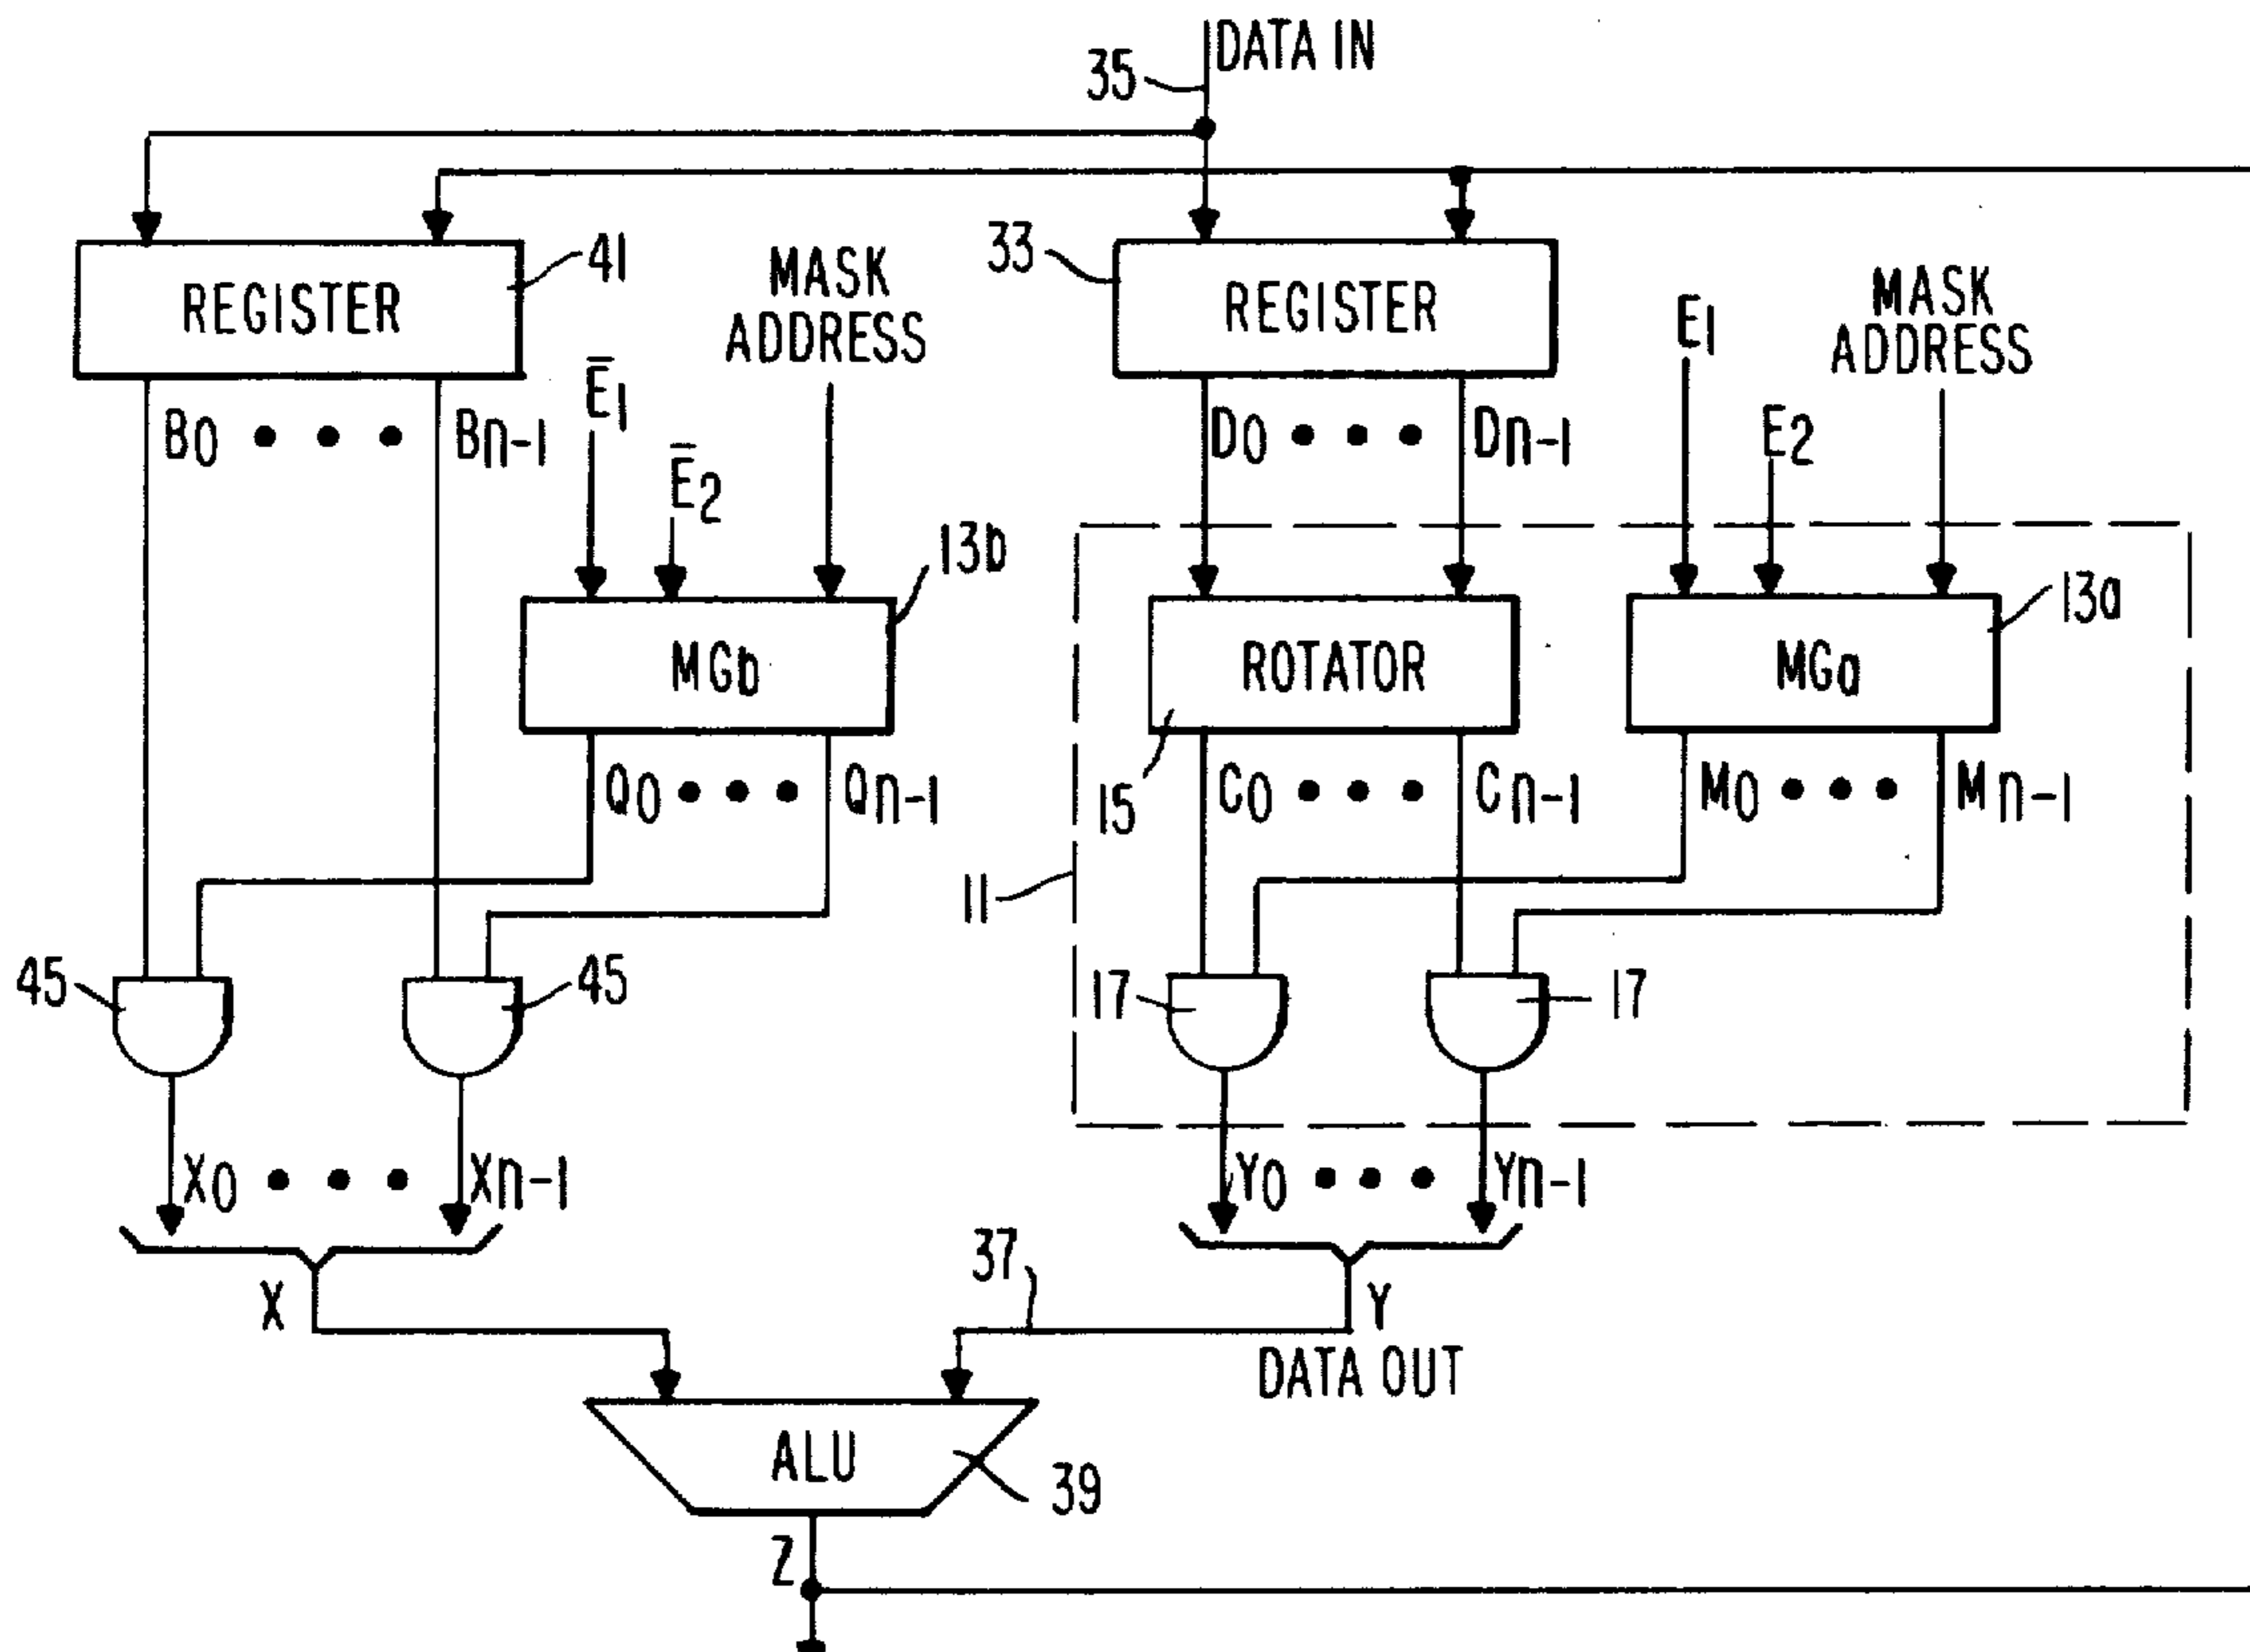 DATA IN
35
41
REGISTER
33
REGISTER
MASK
ADDRESS
MASK
ADDRESS
E̅1
E̅2
E1
E2
B0 • • • Bn-1
D0 • • • Dn-1
13b
MGb
ROTATOR
15
13a
MGa
Q0 • • • Qn-1
C0 • • • Cn-1
M0 • • • Mn-1
11
45
45
17
17
X0 • • • Xn-1
Y0 • • • Yn-1
X
37
Y
DATA OUT
ALU
39
Z